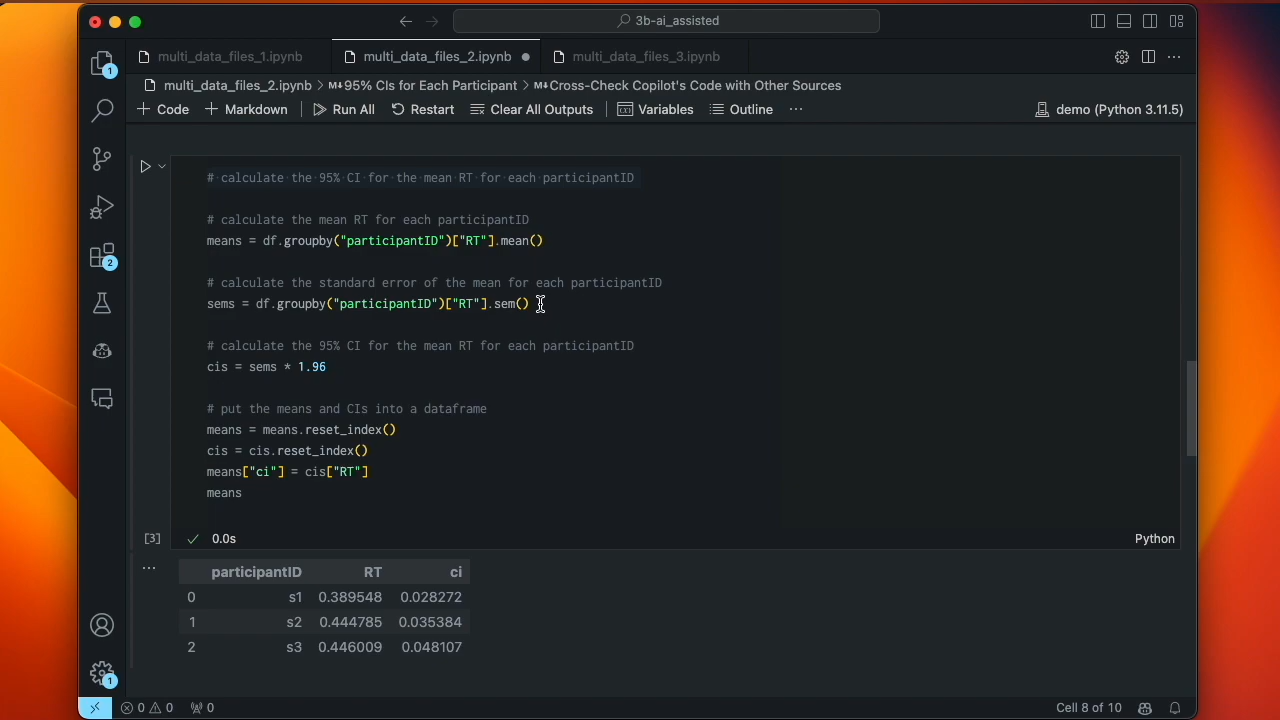 3b-ai_assisted
multi_data_files_1.ipynb multi_data_files_2.ipynb multi_data_files_3.ipynb
multi_data_files_2.ipynb > M↓95% CIs for Each Participant > M↓Cross-Check Copilot's Code with Other Sources
+ Code + Markdown Run All Restart Clear All Outputs Variables Outline ... demo (Python 3.11.5)
1
2
# calculate the 95% CI for the mean RT for each participantID
# calculate the mean RT for each participantID
means = df.groupby("participantID")["RT"].mean()
# calculate the standard error of the mean for each participantID
sems = df.groupby("participantID")["RT"].sem()
# calculate the 95% CI for the mean RT for each participantID
cis = sems * 1.96
# put the means and CIs into a dataframe
means = means.reset_index()
cis = cis.reset_index()
means["ci"] = cis["RT"]
means
[3] 0.0s Python
participantID RT ci
0 s1 0.389548 0.028272
1 s2 0.444785 0.035384
2 s3 0.446009 0.048107
1
0 0 0 Cell 8 of 10